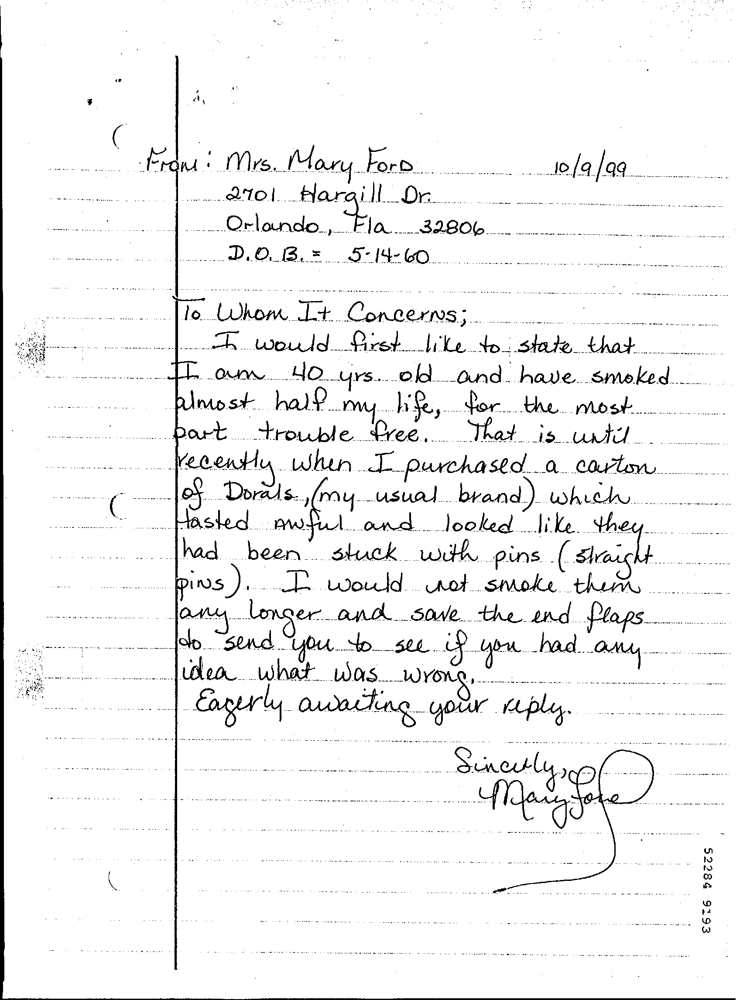 From: Mrs. Mary Ford 10/9/99
2701 Hargill Dr.
Orlando, Fla 32806
D.O.B. = 5-14-60
To Whom It Concerns;
I would first like to state that
I am 40 yrs. old and have smoked
almost half my life, for the most
part trouble free. That is until
recently when I purchased a carton
of Dorals, (my usual brand) which
tasted awful and looked like they
had been stuck with pins (straight
pins). I would not smoke them
any longer and save the end flaps
to send you to see if you had any
idea what was wrong.
Eagerly awaiting your reply.
Sincerly,
Mary Ford
52284 9193